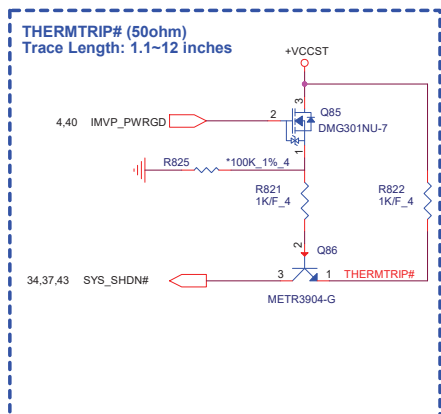 THERMTRIP# (50ohm)
Trace Length: 1.1~12 inches
+VCCST
3
Q85
4,40 IMVP_PWRGD
2
DMG301NU-7
1
R825
*100K_1%_4
R821
1K/F_4
R822
1K/F_4
2
Q86
34,37,43 SYS_SHDN#
3
1
THERMTRIP#
METR3904-G